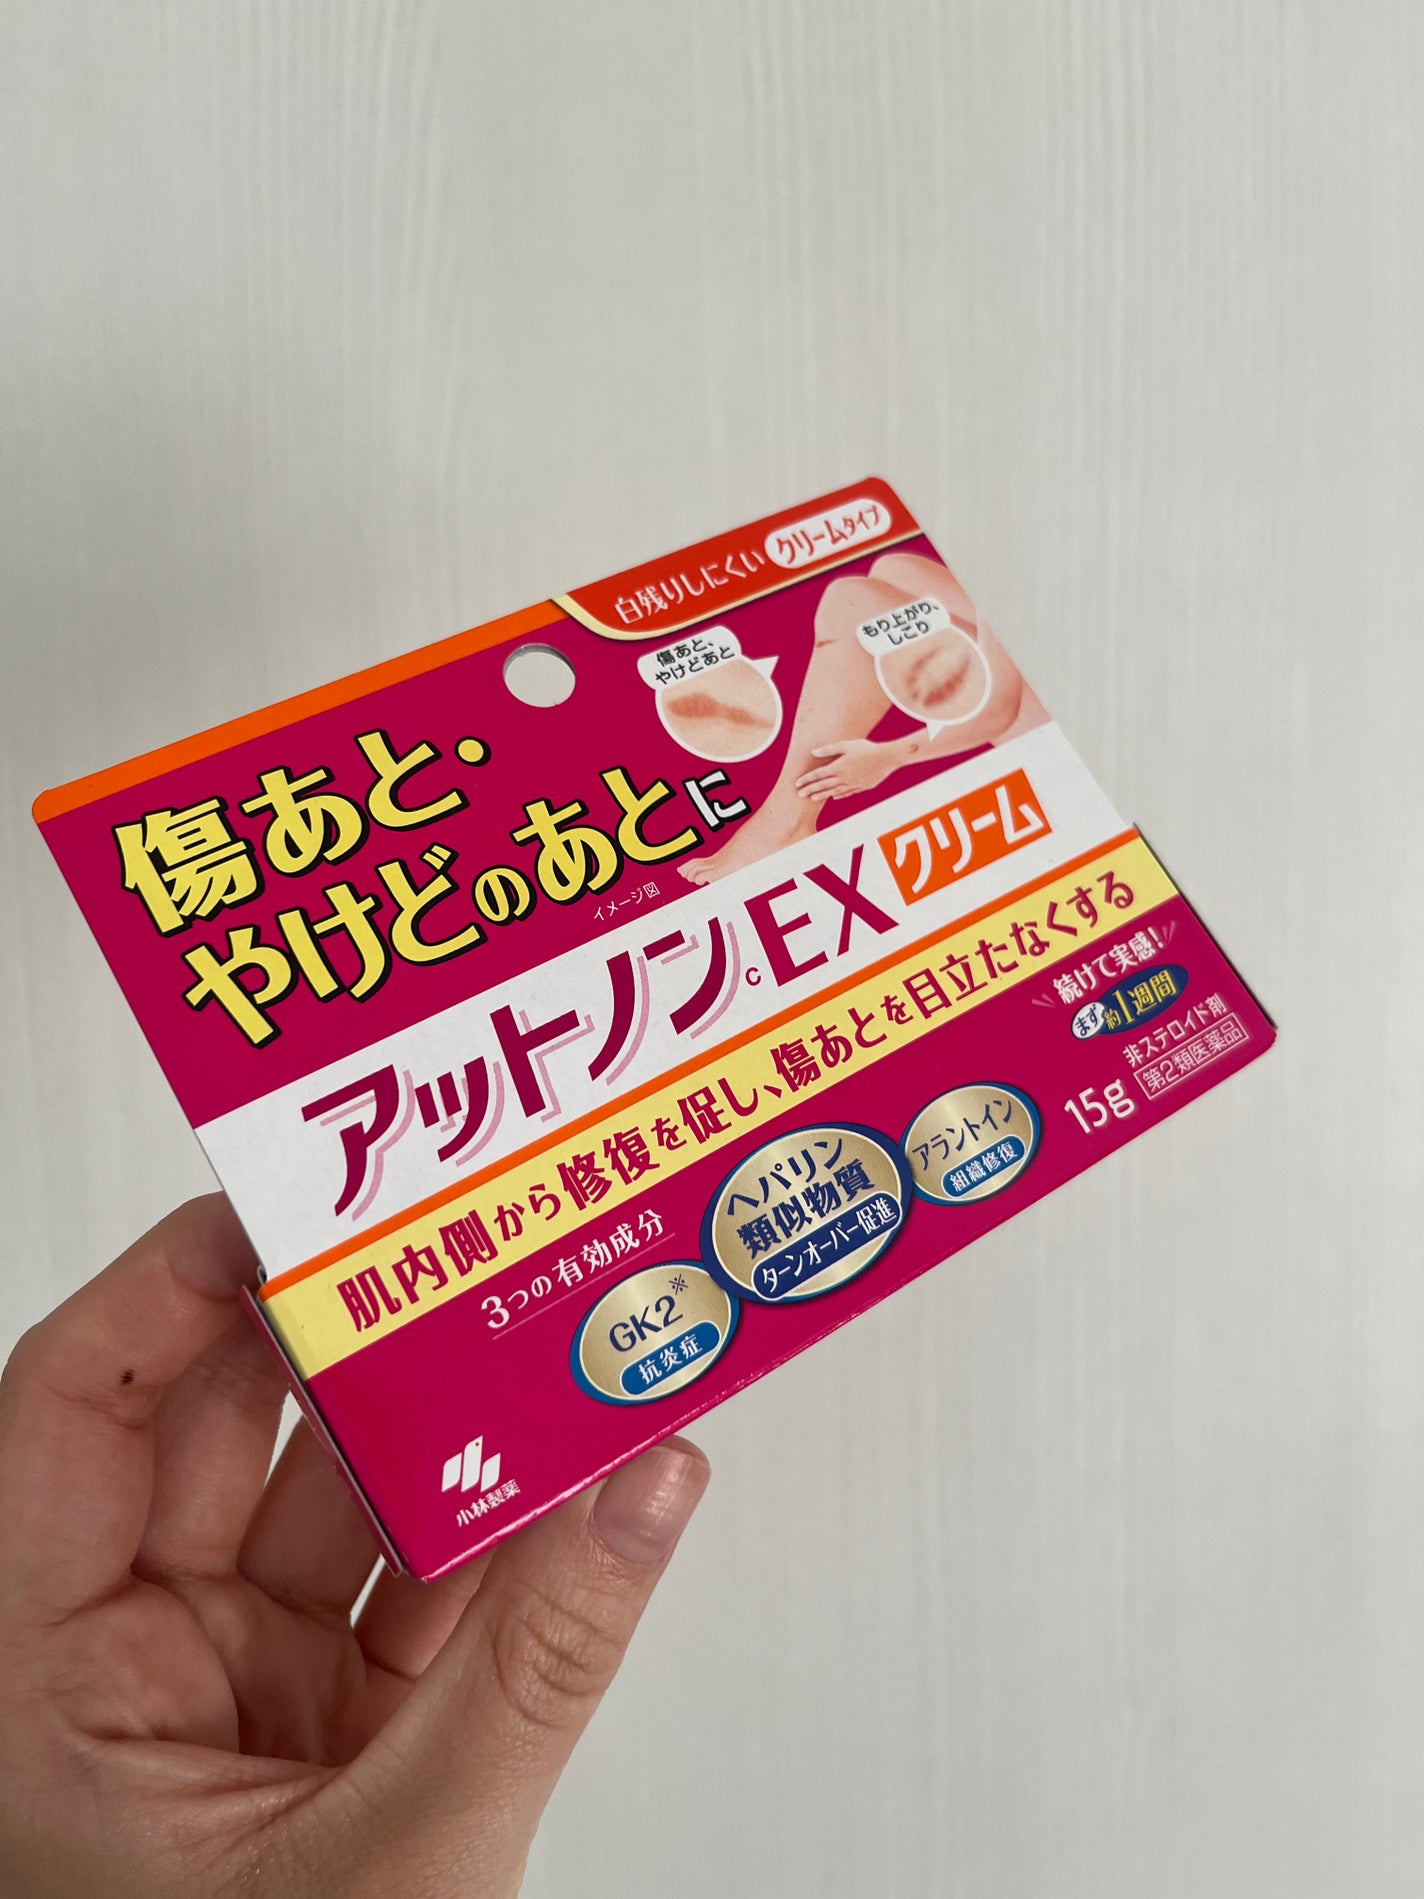 白残りしにくい クリームタイプ
傷あと、
やけどあと
もり上がり、
しこり
傷あと・
やけどのあとに
イメージ図
アットノンc EX クリーム
肌内側から修復を促し、傷あとを目立たなくする
続けて実感!
まず約1週間
3つの有効成分
GK2※
抗炎症
ヘパリン
類似物質
ターンオーバー促進
アラントイン
組織修復
15g
非ステロイド剤
第2類医薬品
小林製薬